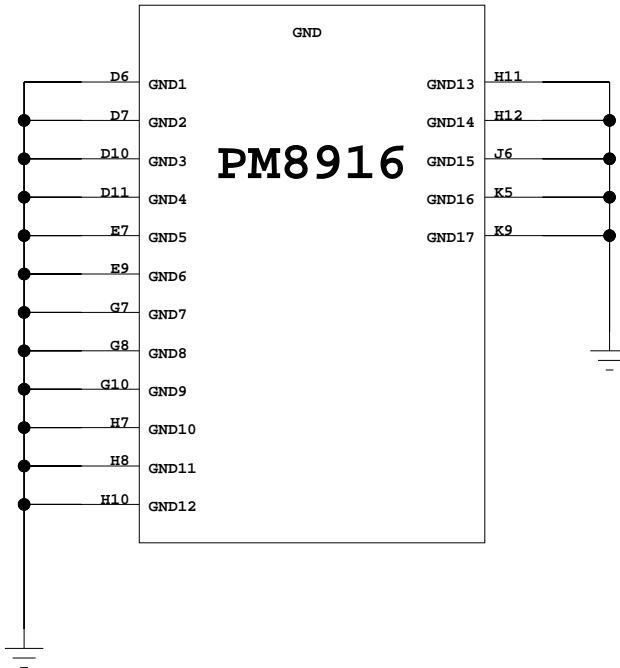 GND
D6 GND1 GND13 H11
D7 GND2 GND14 H12
D10 GND3 PM8916 GND15 J6
D11 GND4 GND16 K5
E7 GND5 GND17 K9
E9 GND6
G7 GND7
G8 GND8
G10 GND9
H7 GND10
H8 GND11
H10 GND12